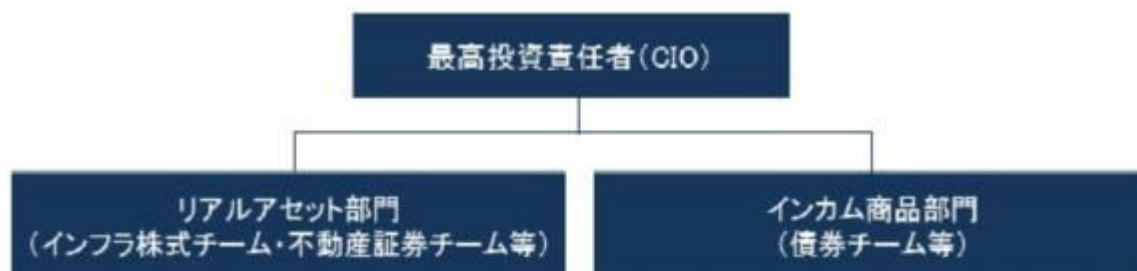 最高投資責任者(CIO)
リアルアセット部門
(インフラ株式チーム・不動産証券チーム等)
インカム商品部門
(債券チーム等)